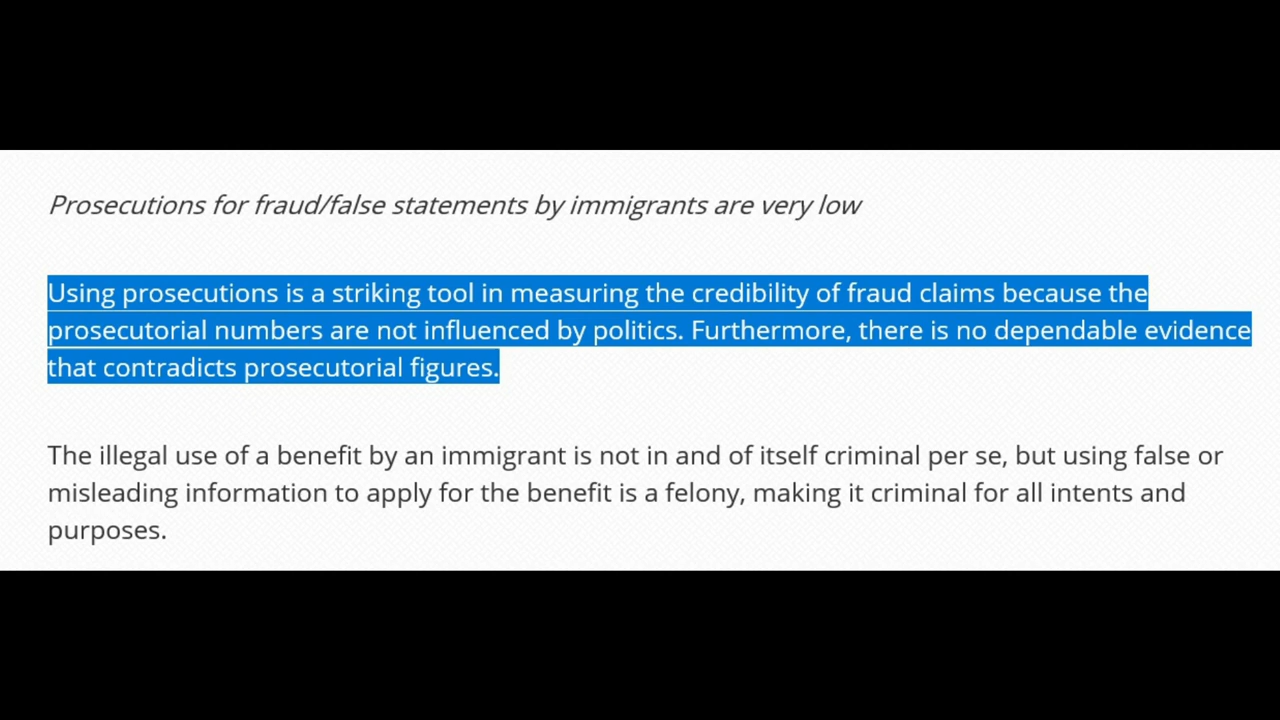 Prosecutions for fraud/false statements by immigrants are very low
Using prosecutions is a striking tool in measuring the credibility of fraud claims because the
prosecutorial numbers are not influenced by politics. Furthermore, there is no dependable evidence
that contradicts prosecutorial figures.
The illegal use of a benefit by an immigrant is not in and of itself criminal per se, but using false or
misleading information to apply for the benefit is a felony, making it criminal for all intents and
purposes.